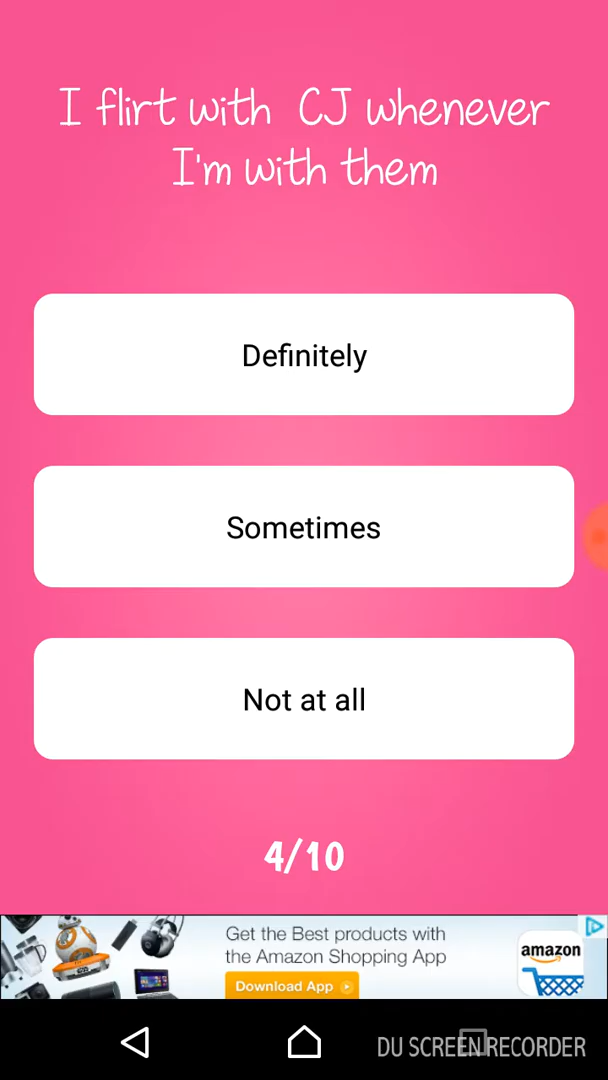 I flirt with CJ whenever
I'm with them
Definitely
Sometimes
Not at all
4/10
Get the Best products with
the Amazon Shopping App
Download App
amazon
DU SCREEN RECORDER